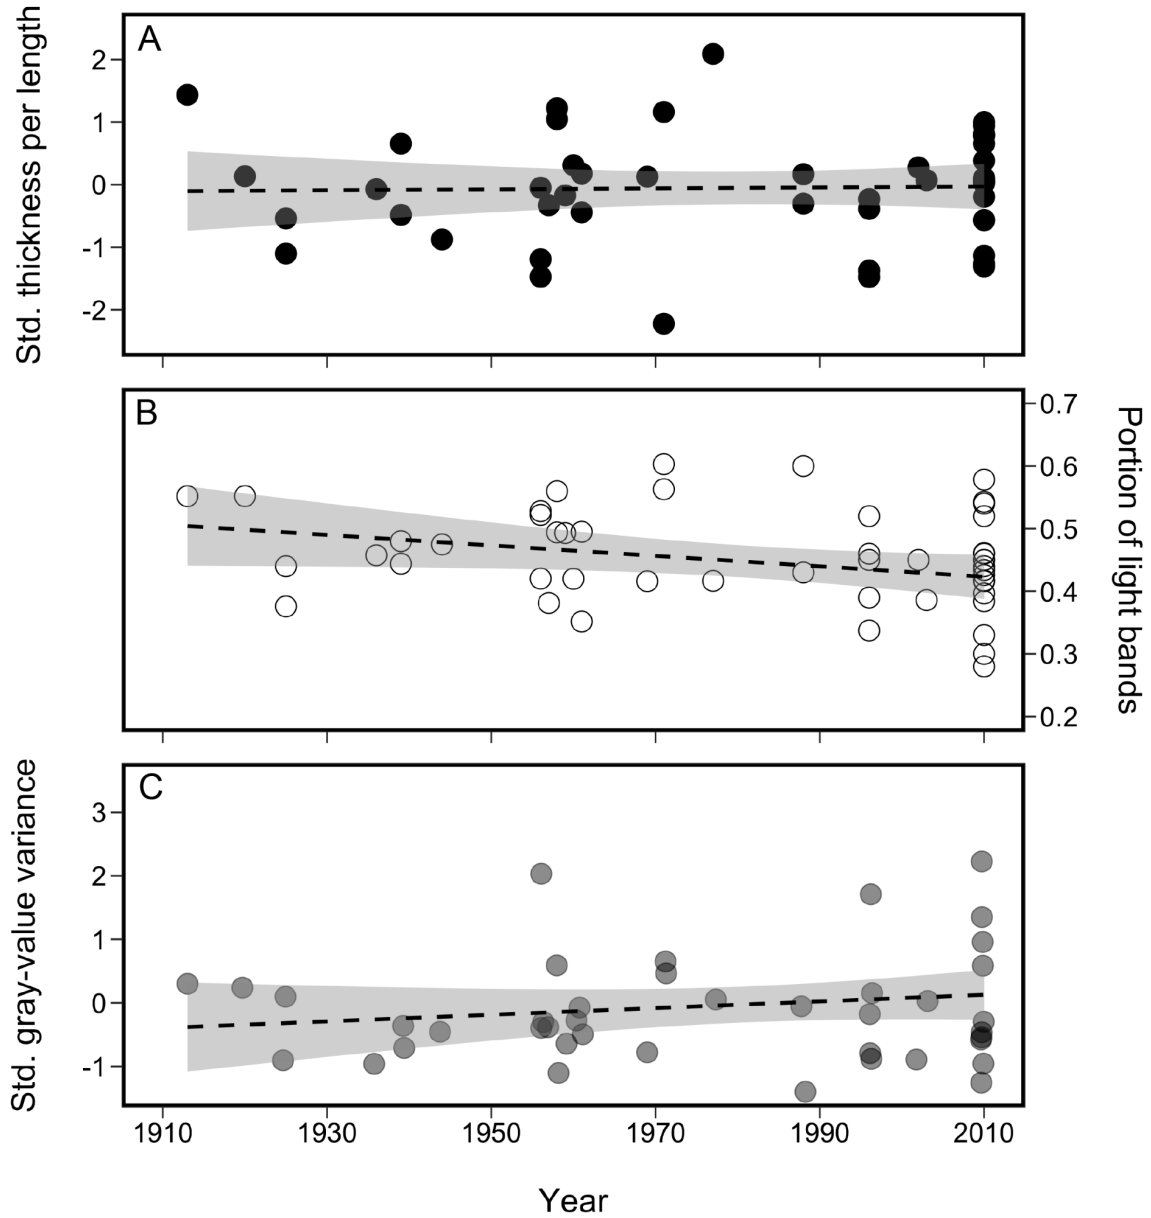 A
Std. thickness per length
2
1
0
-1
-2
B
Portion of light bands
0.7
0.6
0.5
0.4
0.3
0.2
C
Std. gray-value variance
3
2
1
0
-1
1910 1930 1950 1970 1990 2010
Year